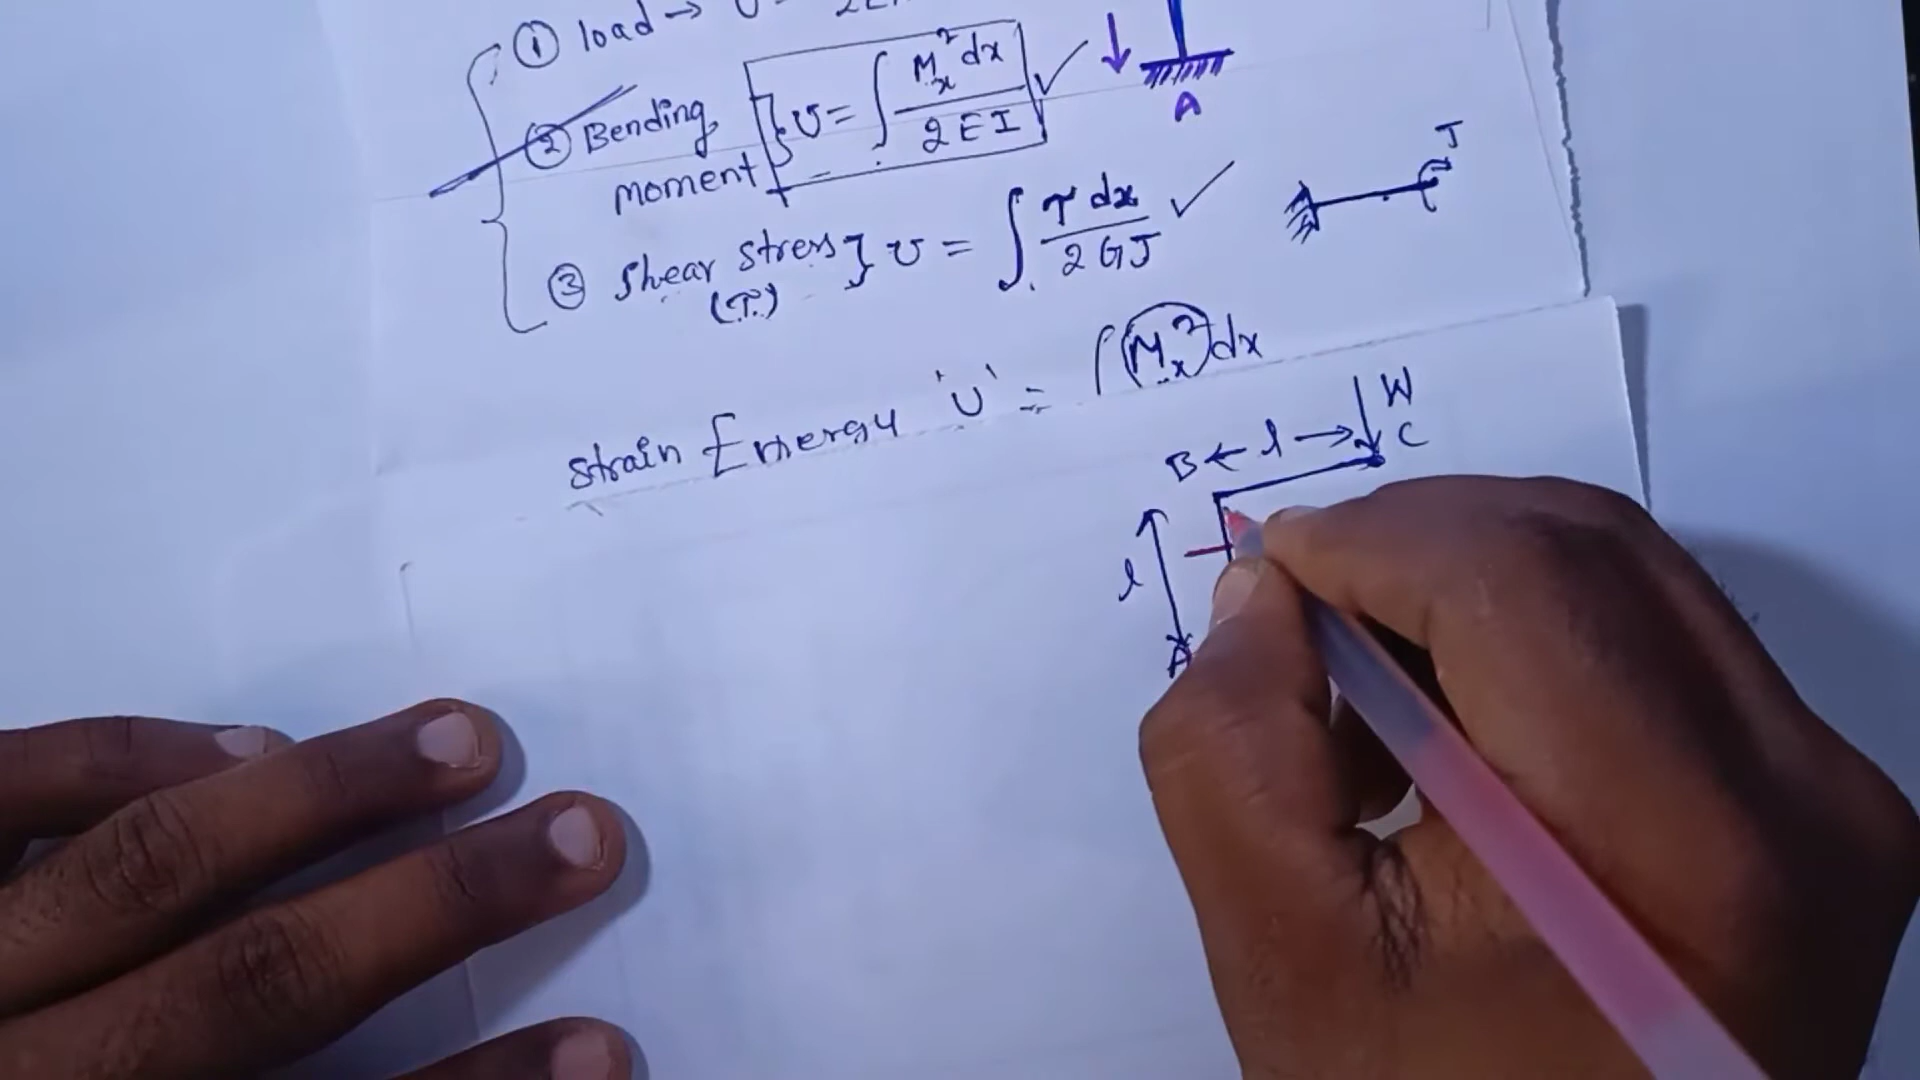 ① load → U =
② Bending moment } U = ∫ Mx² dx / 2EI ✓
A
③ Shear stress (τ) } U = ∫ τ dx / 2GJ ✓
J
Strain Energy 'U' = ∫ Mx² dx
W
B ← l → C
l
A